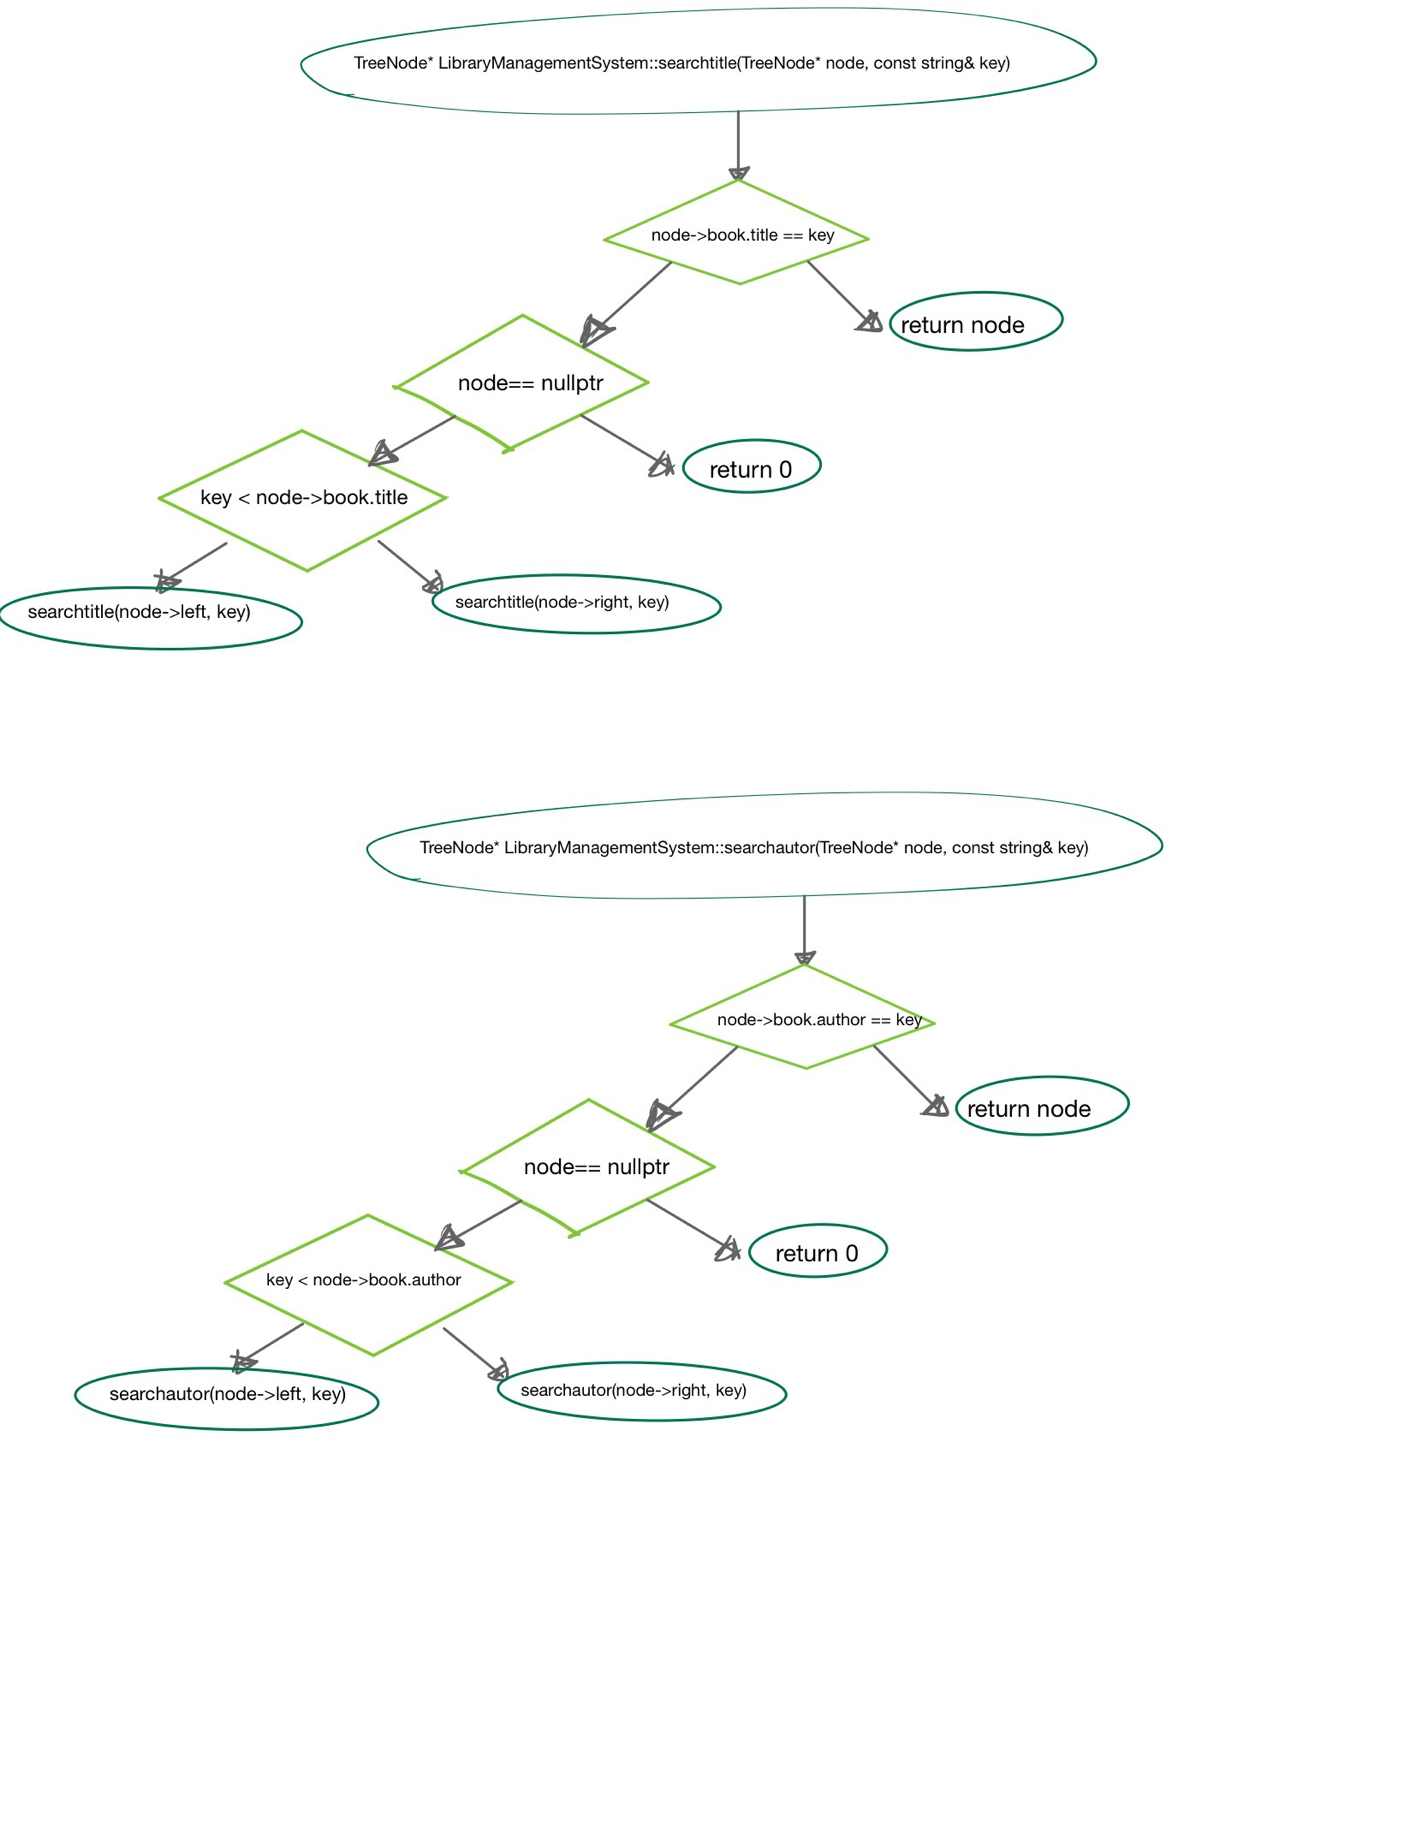 TreeNode* LibraryManagementSystem::searchtitle(TreeNode* node, const string& key)
node->book.title == key
return node
node== nullptr
return 0
key < node->book.title
searchtitle(node->left, key)
searchtitle(node->right, key)
TreeNode* LibraryManagementSystem::searchautor(TreeNode* node, const string& key)
node->book.author == key
return node
node== nullptr
return 0
key < node->book.author
searchautor(node->left, key)
searchautor(node->right, key)